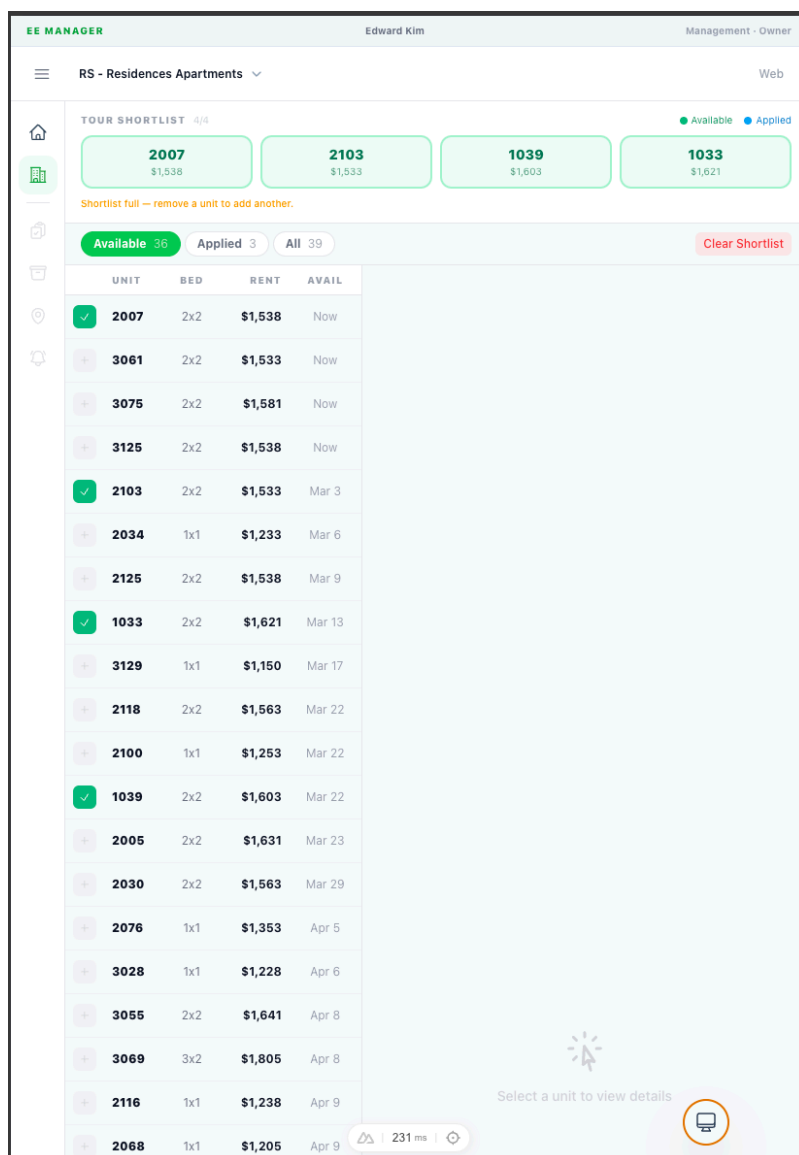 EE MANAGER Edward Kim Management · Owner
RS - Residences Apartments Web
TOUR SHORTLIST 4/4 Available Applied
2007 2103 1039 1033
$1,538 $1,533 $1,603 $1,621
Shortlist full — remove a unit to add another.
Available 36 Applied 3 All 39 Clear Shortlist
UNIT BED RENT AVAIL
2007 2x2 $1,538 Now
3061 2x2 $1,533 Now
3075 2x2 $1,581 Now
3125 2x2 $1,538 Now
2103 2x2 $1,533 Mar 3
2034 1x1 $1,233 Mar 6
2125 2x2 $1,538 Mar 9
1033 2x2 $1,621 Mar 13
3129 1x1 $1,150 Mar 17
2118 2x2 $1,563 Mar 22
2100 1x1 $1,253 Mar 22
1039 2x2 $1,603 Mar 22
2005 2x2 $1,631 Mar 23
2030 2x2 $1,563 Mar 29
2076 1x1 $1,353 Apr 5
3028 1x1 $1,228 Apr 6
3055 2x2 $1,641 Apr 8
3069 3x2 $1,805 Apr 8
2116 1x1 $1,238 Apr 9
2068 1x1 $1,205 Apr 9
Select a unit to view details
231 ms